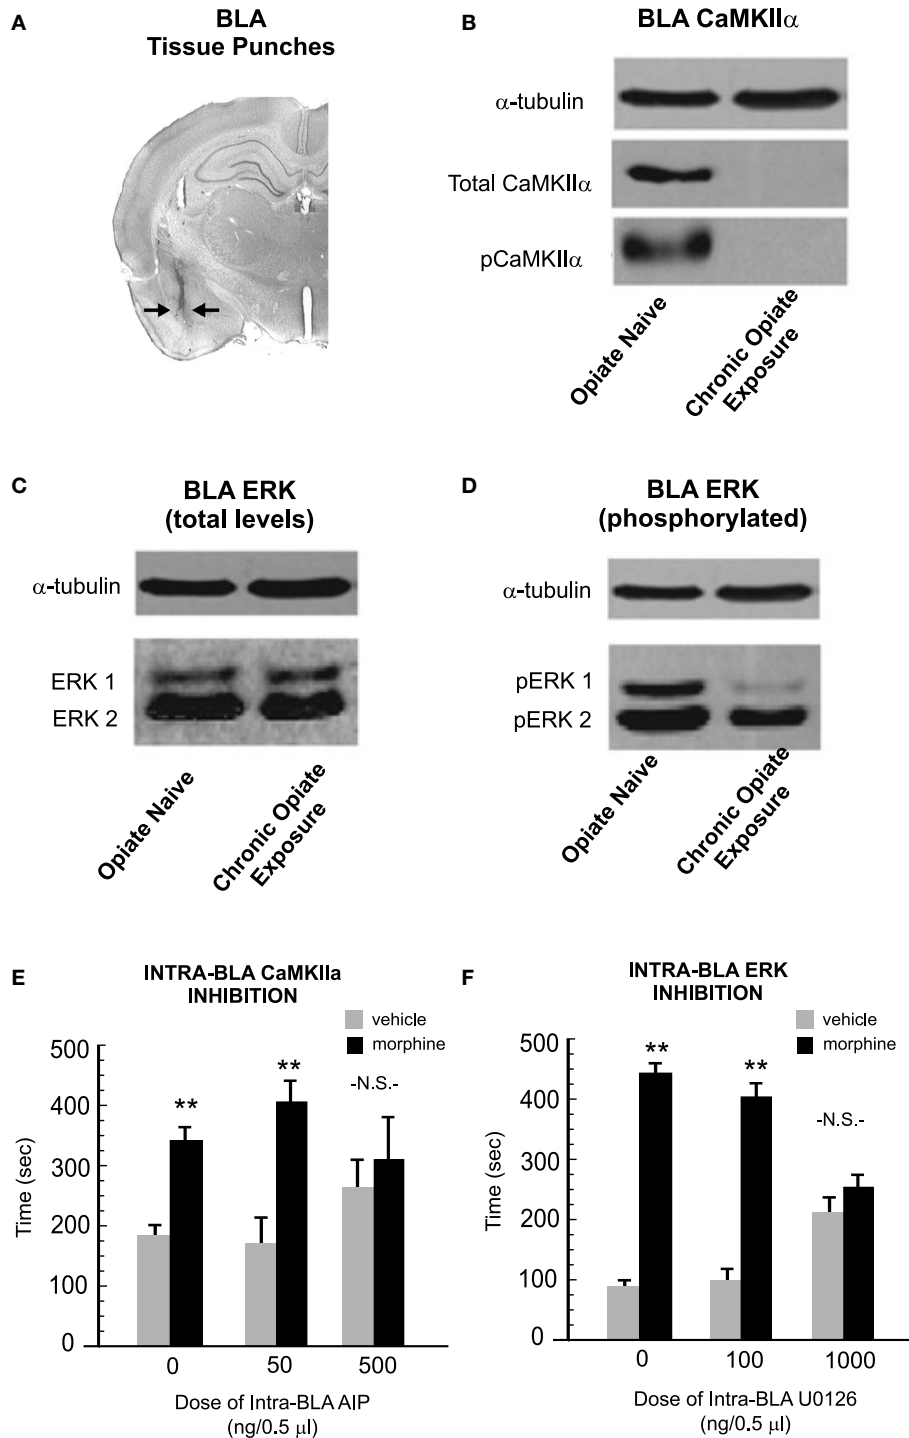 A
BLA
Tissue Punches
B
BLA CaMKIIα
α-tubulin
Total CaMKIIα
pCaMKIIα
Opiate Naive
Chronic Opiate
Exposure
C
BLA ERK
(total levels)
α-tubulin
ERK 1
ERK 2
Opiate Naive
Chronic Opiate
Exposure
D
BLA ERK
(phosphorylated)
α-tubulin
pERK 1
pERK 2
Opiate Naive
Chronic Opiate
Exposure
E
INTRA-BLA CaMKIIa
INHIBITION
vehicle
morphine
500
400
300
200
100
0
Time (sec)
**
**
-N.S.-
0
50
500
Dose of Intra-BLA AIP
(ng/0.5 µl)
F
INTRA-BLA ERK
INHIBITION
vehicle
morphine
500
400
300
200
100
0
Time (sec)
**
**
-N.S.-
0
100
1000
Dose of Intra-BLA U0126
(ng/0.5 µl)